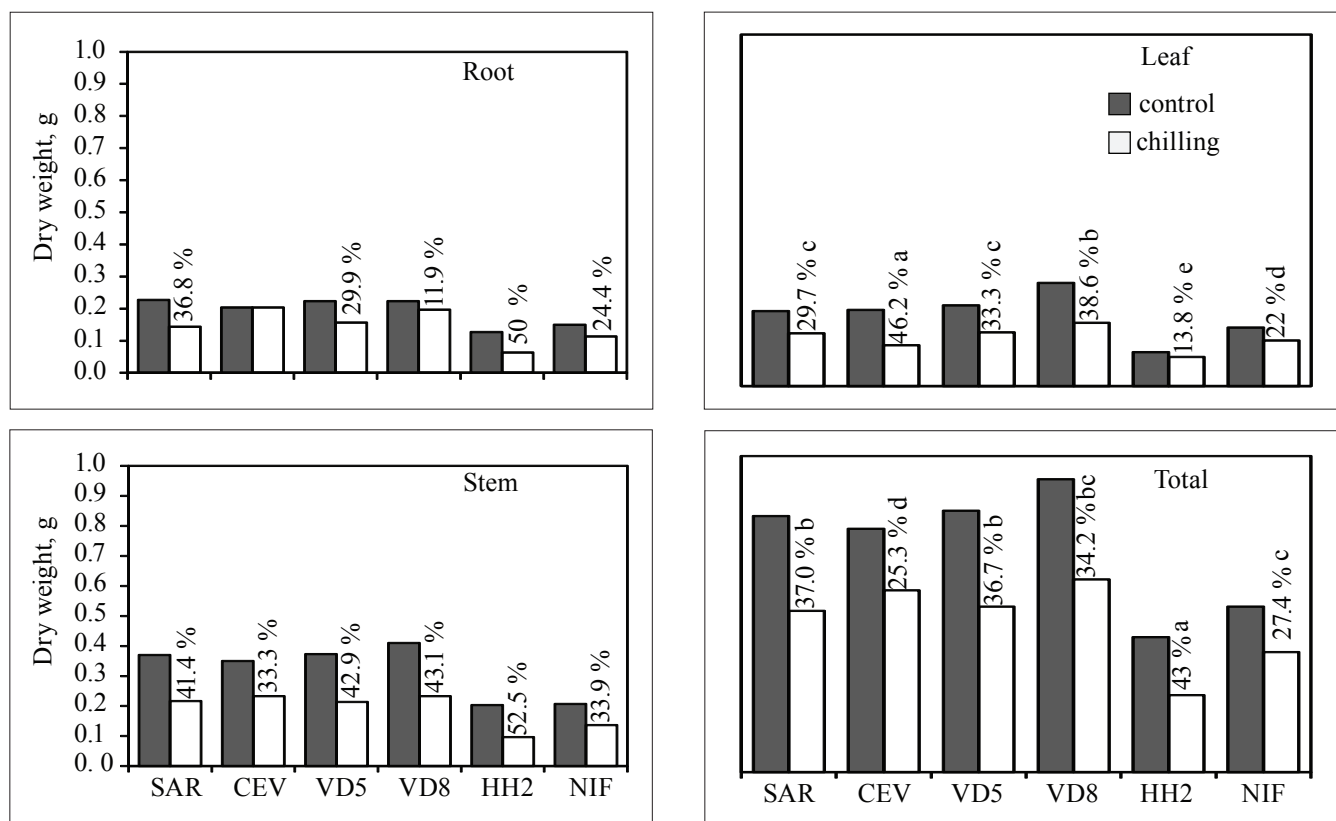 1.0
0.9
0.8
0.7
0.6
0.5
0.4
0.3
0.2
0.1
0.0
Dry weight, g
Root
36.8 %
29.9 %
11.9 %
50 %
24.4 %
Leaf
control
chilling
29.7 % c
46.2 % a
33.3 % c
38.6 % b
13.8 % e
22 % d
1.0
0.9
0.8
0.7
0.6
0.5
0.4
0.3
0.2
0.1
0.0
Dry weight, g
Stem
41.4 %
33.3 %
42.9 %
43.1 %
52.5 %
33.9 %
SAR CEV VD5 VD8 HH2 NIF
Total
37.0 % b
25.3 % d
36.7 % b
34.2 %bc
43 % a
27.4 % c
SAR CEV VD5 VD8 HH2 NIF